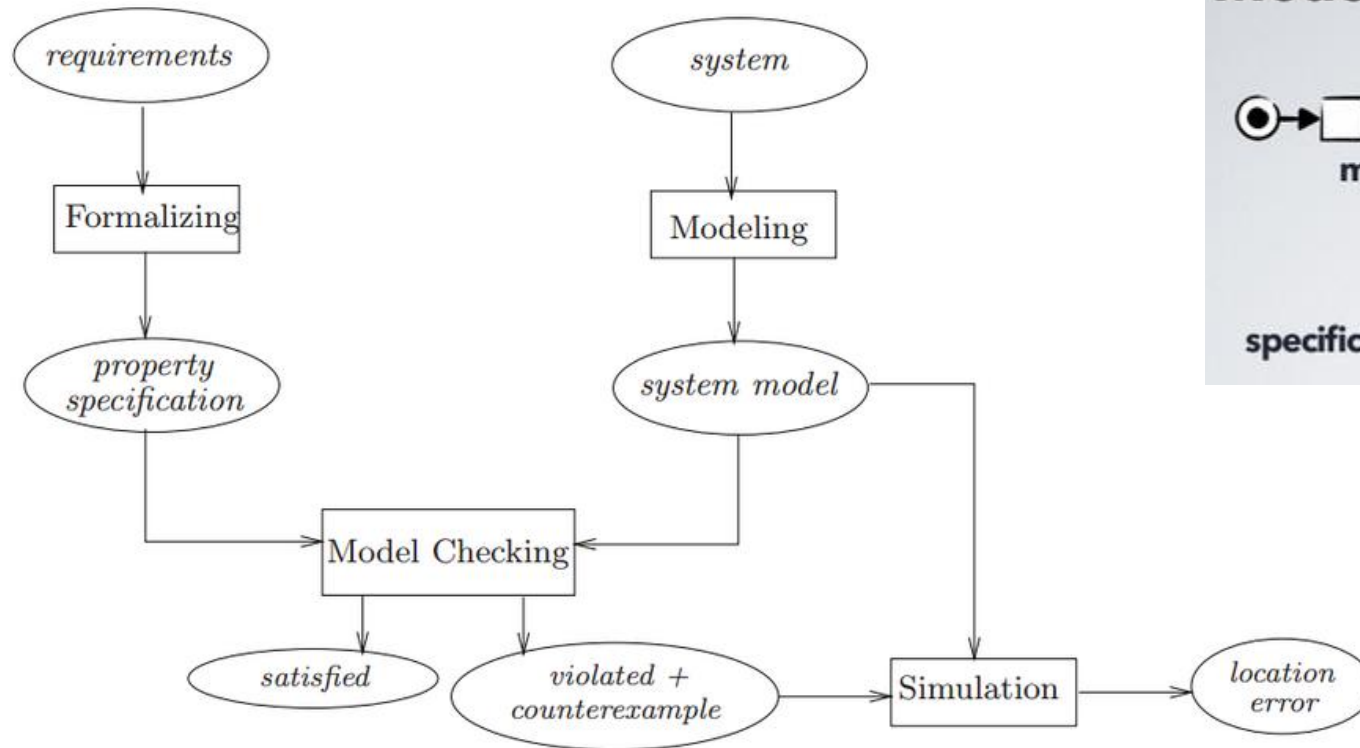 requirements
system
Formalizing
Modeling
property
specification
system model
Model Checking
satisfied
violated +
counterexample
Simulation
location
error